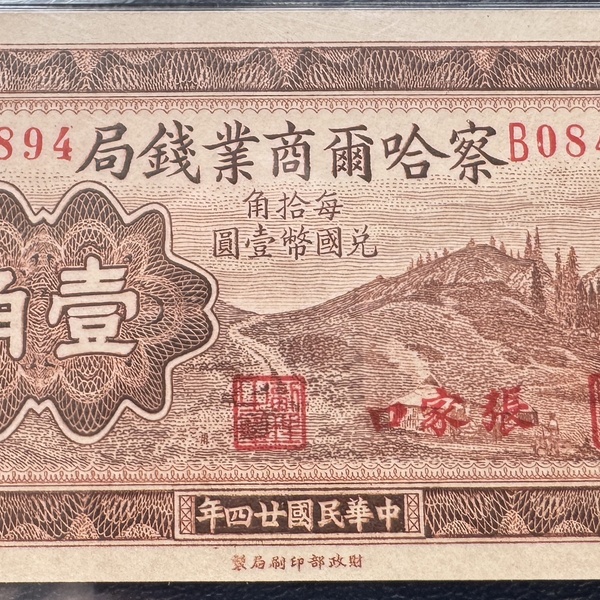 察哈爾商業錢局
B084
894
每拾角
兌國幣壹圓
壹角
張家口
中華民國廿四年
財政部印刷局製